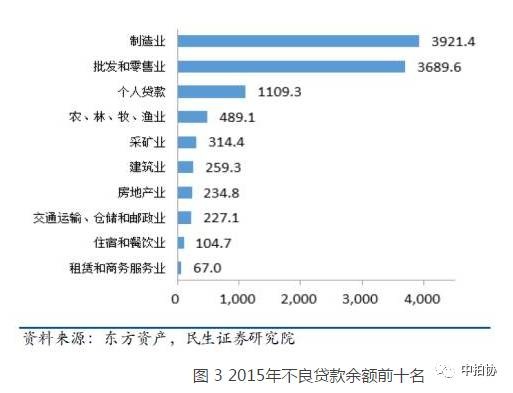 制造业 3921.4
批发和零售业 3689.6
个人贷款 1109.3
农、林、牧、渔业 489.1
采矿业 314.4
建筑业 259.3
房地产业 234.8
交通运输、仓储和邮政业 227.1
住宿和餐饮业 104.7
租赁和商务服务业 67.0
0 1,000 2,000 3,000 4,000
资料来源：东方资产，民生证券研究院
图 3 2015年不良贷款余额前十名
中拍协